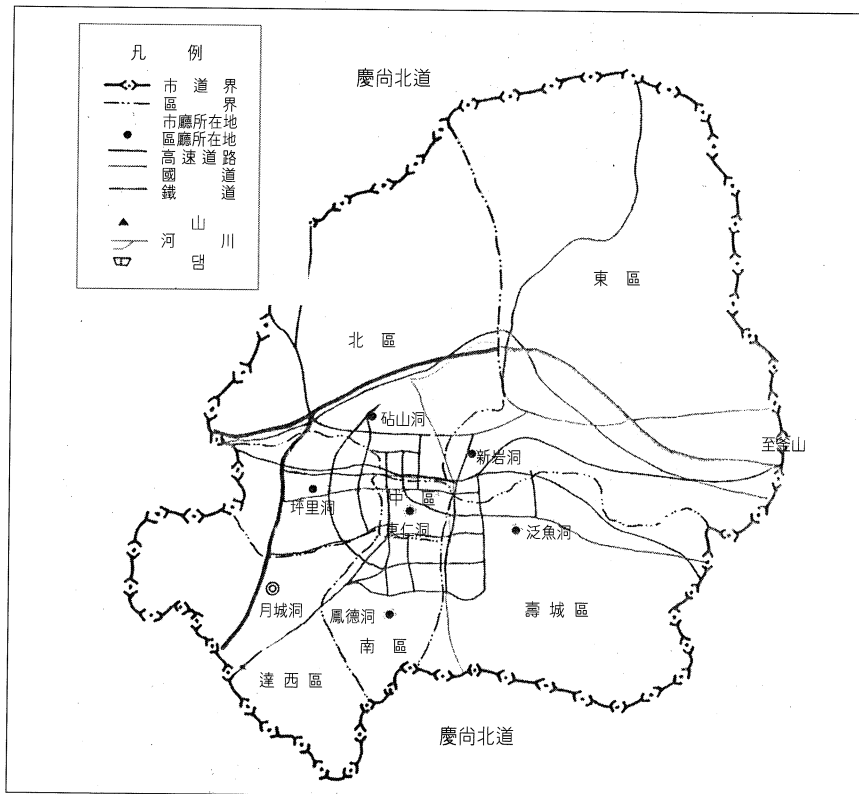 凡 例
市 道 界
區 界
市廳所在地
區廳所在地
高速道路
國 道
鐵 道
山
河 川
댐
慶尚北道
東 區
北 區
砧山洞
至釜山
新岩洞
坪里洞
中 區
東仁洞
泛魚洞
月城洞
鳳德洞
壽城區
南 區
達西區
慶尚北道